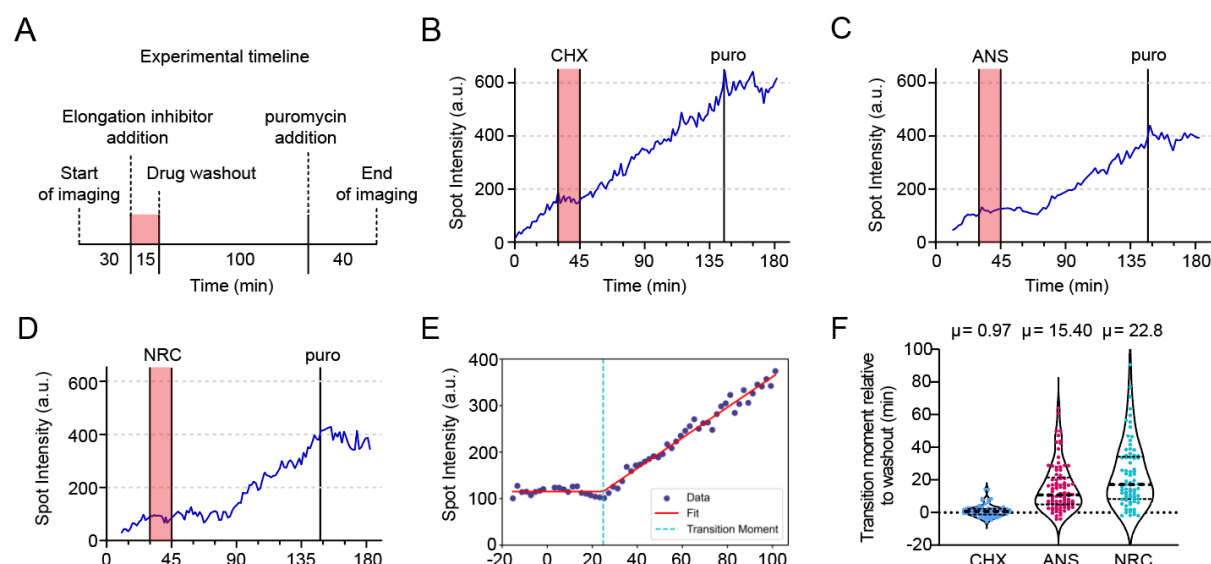 A
Experimental timeline
Elongation inhibitor
addition
puromycin
addition
Start
of imaging
Drug washout
End
of imaging
30
15
100
40
Time (min)
B
CHX
puro
Spot Intensity (a.u.)
600
400
200
0
0 45 90 135 180
Time (min)
C
ANS
puro
Spot Intensity (a.u.)
600
400
200
0
0 45 90 135 180
Time (min)
D
NRC
puro
Spot Intensity (a.u.)
600
400
200
0
0 45 90 135 180
E
Spot Intensity (a.u.)
400
300
200
100
0
-20 0 20 40 60 80 100
Data
Fit
Transition Moment
F
μ= 0.97 μ= 15.40 μ= 22.8
Transition moment relative
to washout (min)
100
80
60
40
20
0
-20
CHX ANS NRC